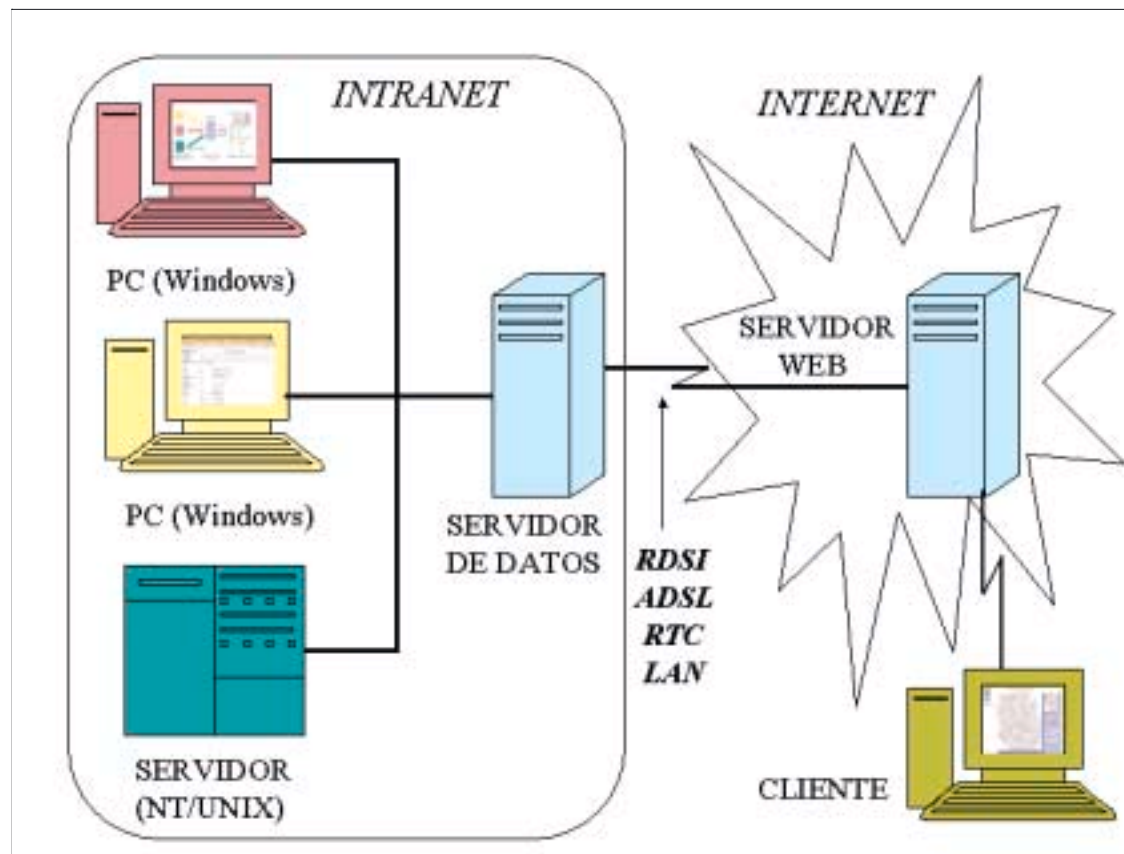 INTRANET
PC (Windows)
PC (Windows)
SERVIDOR
(NT/UNIX)
SERVIDOR
DE DATOS
RDSI
ADSL
RTC
LAN
INTERNET
SERVIDOR
WEB
CLIENTE